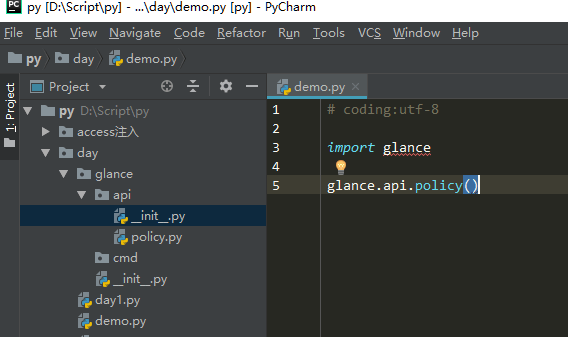 PC py [D:\Script\py] - ...\day\demo.py [py] - PyCharm
File Edit View Navigate Code Refactor Run Tools VCS Window Help
py day demo.py
1: Project
Project
py D:\Script\py
access注入
day
glance
api
__init__.py
policy.py
cmd
__init__.py
day1.py
demo.py
demo.py
1 # coding:utf-8
2
3 import glance
4
5 glance.api.policy()